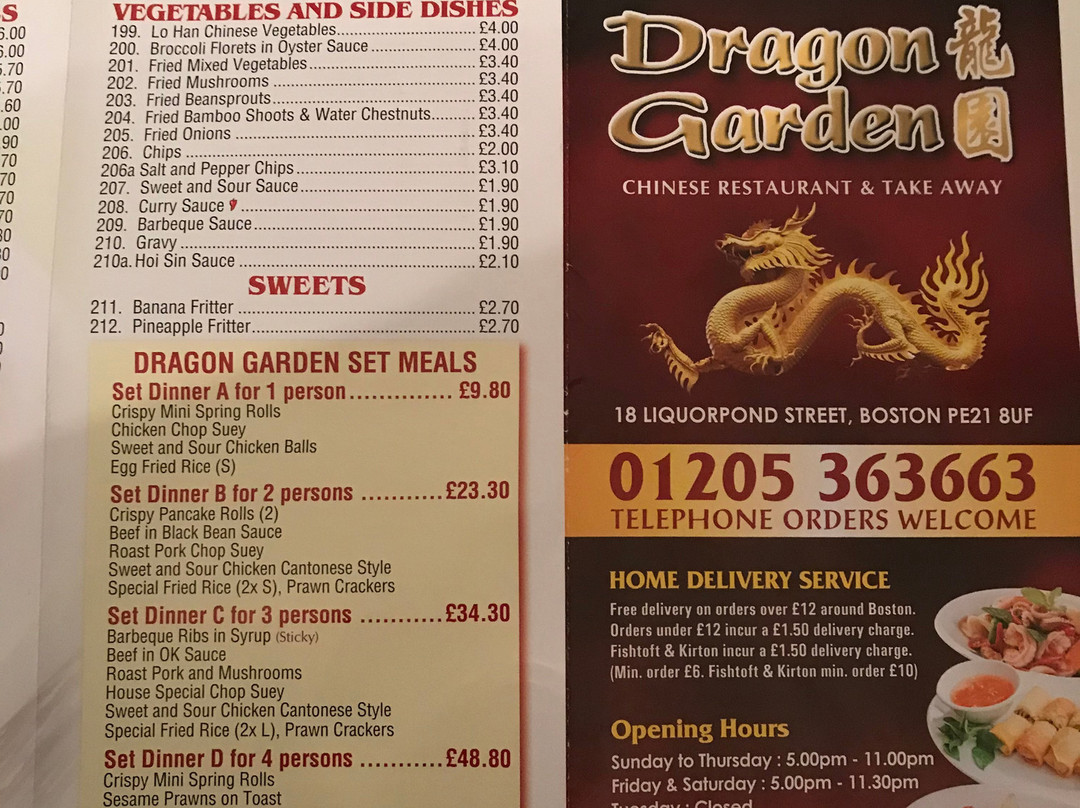 S
VEGETABLES AND SIDE DISHES
199. Lo Han Chinese Vegetables.................................. £4.00
200. Broccoli Florets in Oyster Sauce ......................... £4.00
201. Fried Mixed Vegetables........................................ £3.40
202. Fried Mushrooms ................................................ £3.40
203. Fried Beansprouts................................................ £3.40
204. Fried Bamboo Shoots & Water Chestnuts.......... £3.40
205. Fried Onions ........................................................ £3.40
206. Chips .................................................................... £2.00
206a Salt and Pepper Chips ......................................... £3.10
207. Sweet and Sour Sauce......................................... £1.90
208. Curry Sauce ...................................................... £1.90
209. Barbeque Sauce................................................... £1.90
210. Gravy .................................................................... £1.90
210a. Hoi Sin Sauce ..................................................... £2.10
SWEETS
211. Banana Fritter ...................................................... £2.70
212. Pineapple Fritter................................................... £2.70
DRAGON GARDEN SET MEALS
Set Dinner A for 1 person .............. £9.80
Crispy Mini Spring Rolls
Chicken Chop Suey
Sweet and Sour Chicken Balls
Egg Fried Rice (S)
Set Dinner B for 2 persons ...........£23.30
Crispy Pancake Rolls (2)
Beef in Black Bean Sauce
Roast Pork Chop Suey
Sweet and Sour Chicken Cantonese Style
Special Fried Rice (2x S), Prawn Crackers
Set Dinner C for 3 persons ...........£34.30
Barbeque Ribs in Syrup (Sticky)
Beef in OK Sauce
Roast Pork and Mushrooms
House Special Chop Suey
Sweet and Sour Chicken Cantonese Style
Special Fried Rice (2x L), Prawn Crackers
Set Dinner D for 4 persons ...........£48.80
Crispy Mini Spring Rolls
Sesame Prawns on Toast
Dragon 龍
Garden 園
CHINESE RESTAURANT & TAKE AWAY
18 LIQUORPOND STREET, BOSTON PE21 8UF
01205 363663
TELEPHONE ORDERS WELCOME
HOME DELIVERY SERVICE
Free delivery on orders over £12 around Boston.
Orders under £12 incur a £1.50 delivery charge.
Fishtoft & Kirton incur a £1.50 delivery charge.
(Min. order £6. Fishtoft & Kirton min. order £10)
Opening Hours
Sunday to Thursday : 5.00pm - 11.00pm
Friday & Saturday : 5.00pm - 11.30pm
Tuesday : Closed